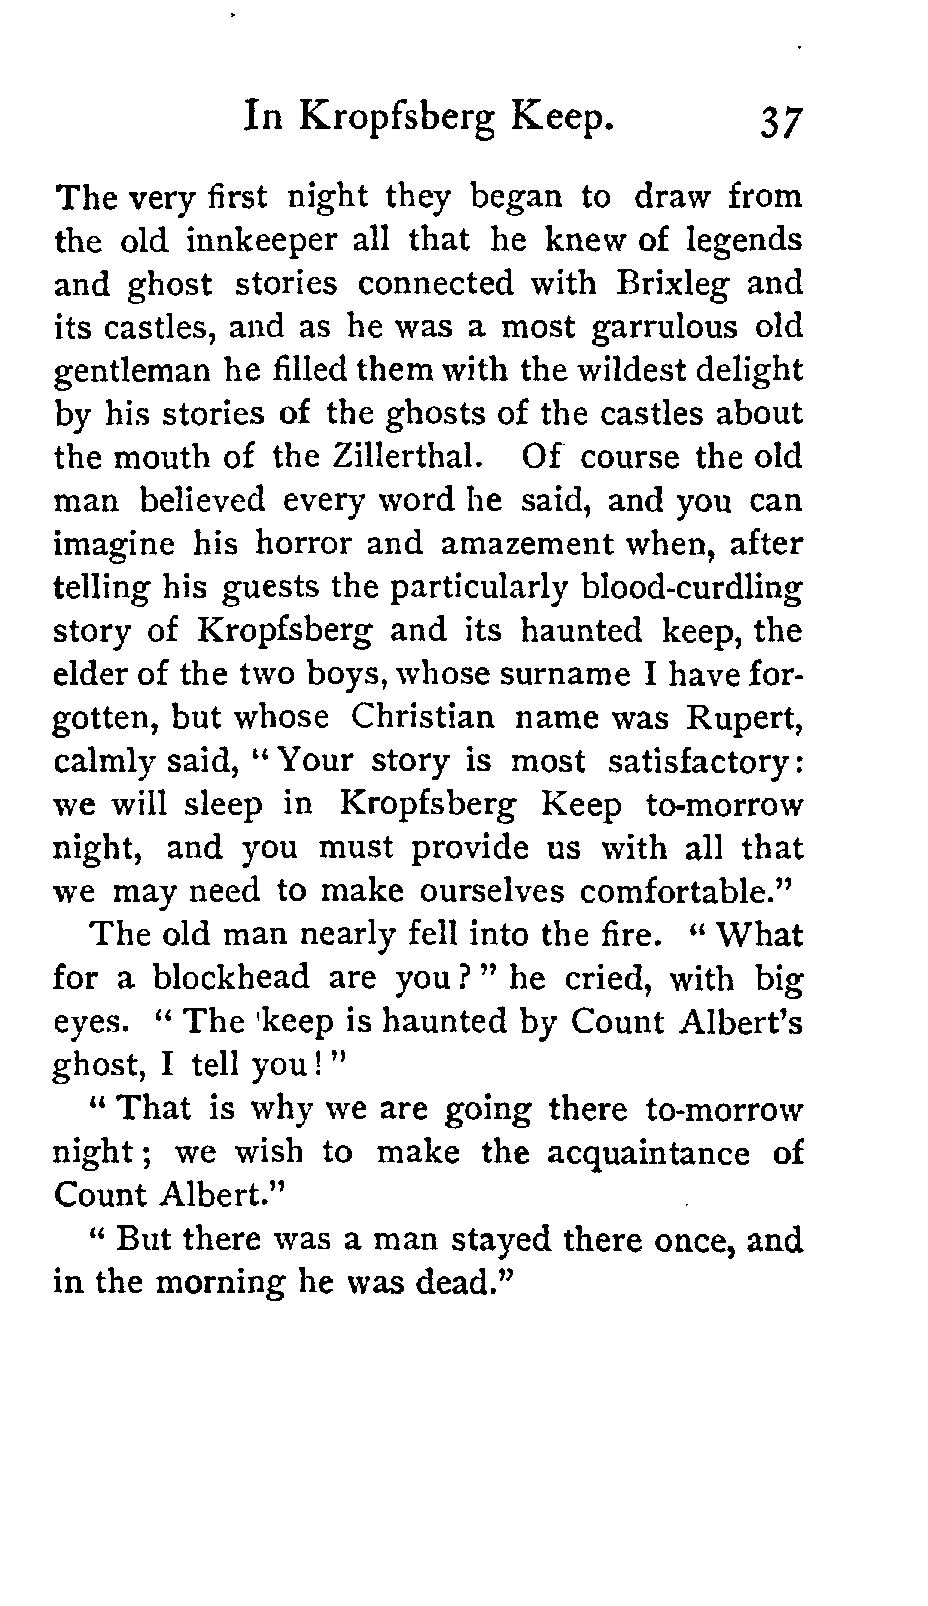 In Kropfsberg Keep. 37
The very first night they began to draw from
the old innkeeper all that he knew of legends
and ghost stories connected with Brixleg and
its castles, and as he was a most garrulous old
gentleman he filled them with the wildest delight
by his stories of the ghosts of the castles about
the mouth of the Zillerthal. Of course the old
man believed every word he said, and you can
imagine his horror and amazement when, after
telling his guests the particularly blood-curdling
story of Kropfsberg and its haunted keep, the
elder of the two boys, whose surname I have for-
gotten, but whose Christian name was Rupert,
calmly said, “Your story is most satisfactory:
we will sleep in Kropfsberg Keep to-morrow
night, and you must provide us with all that
we may need to make ourselves comfortable.”
The old man nearly fell into the fire. “What
for a blockhead are you?” he cried, with big
eyes. “The 'keep is haunted by Count Albert’s
ghost, I tell you!”
“That is why we are going there to-morrow
night; we wish to make the acquaintance of
Count Albert.”
“But there was a man stayed there once, and
in the morning he was dead.”